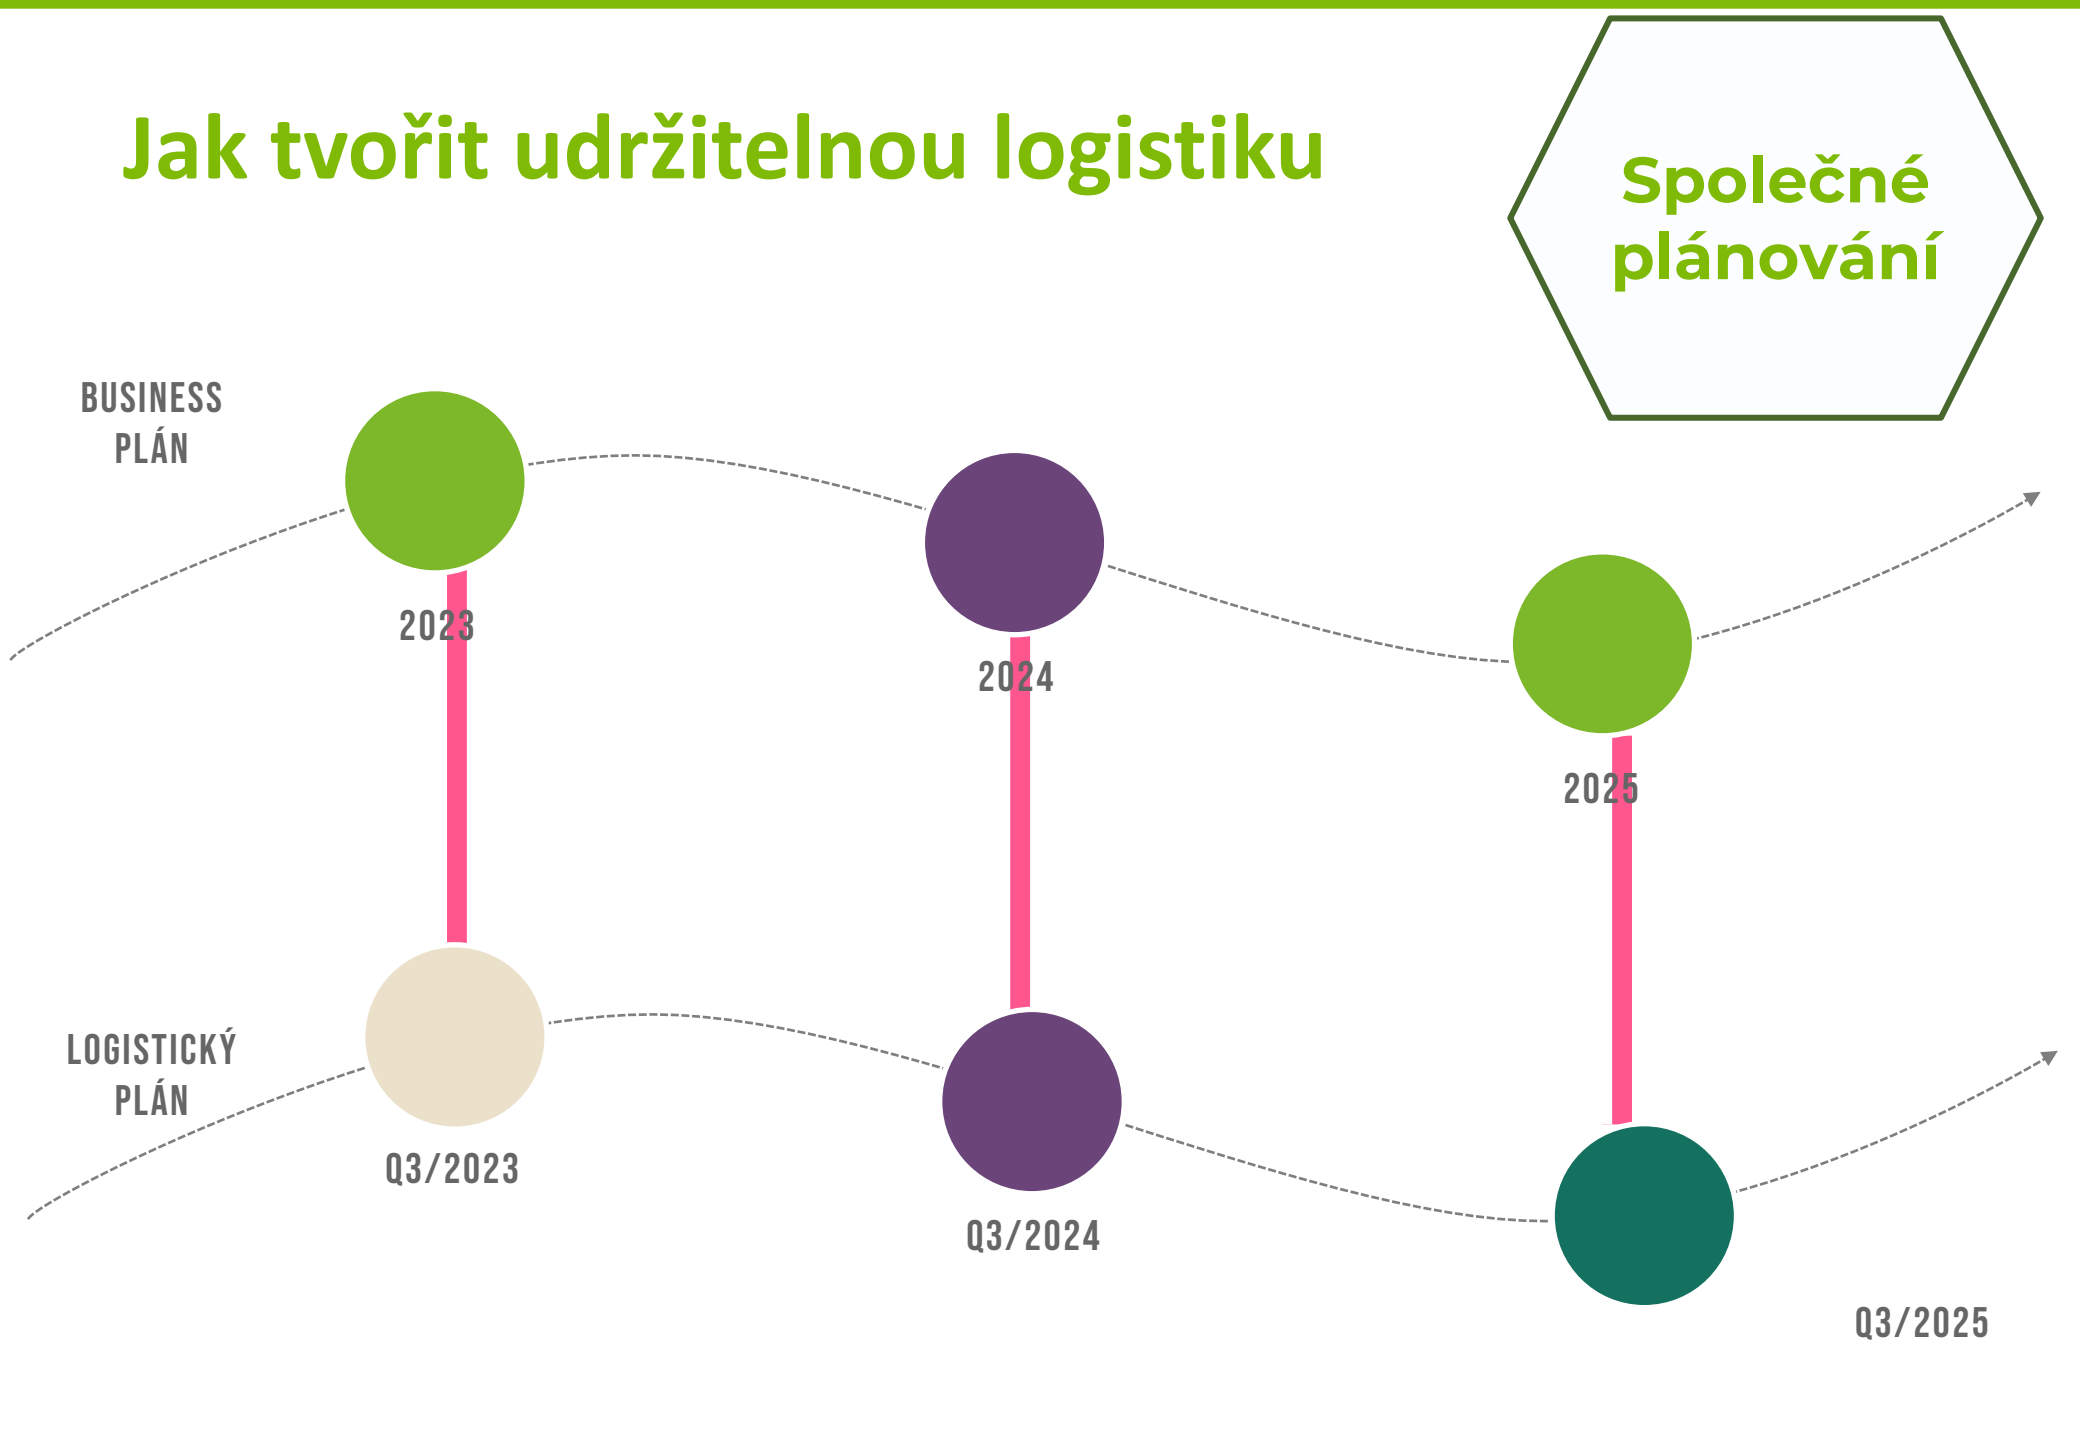 Jak tvořit udržitelnou logistiku
Společné
plánování
BUSINESS
PLÁN
2023
2024
2025
LOGISTICKÝ
PLÁN
Q3/2023
Q3/2024
Q3/2025